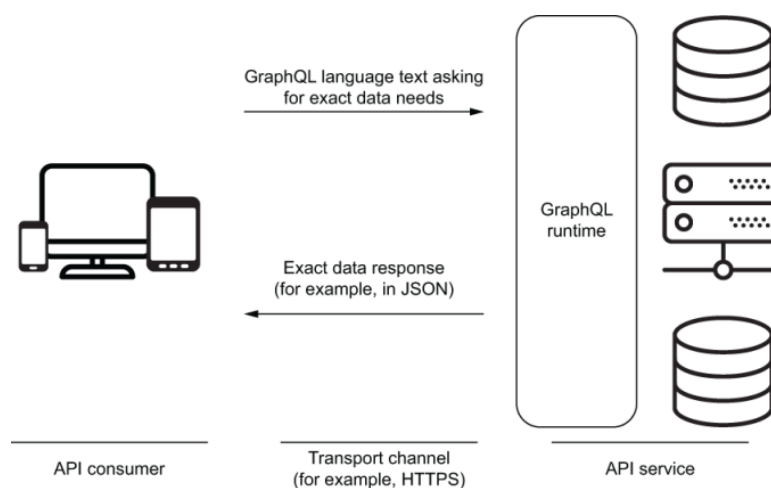 GraphQL language text asking
for exact data needs
GraphQL
runtime
Exact data response
(for example, in JSON)
API consumer
Transport channel
(for example, HTTPS)
API service